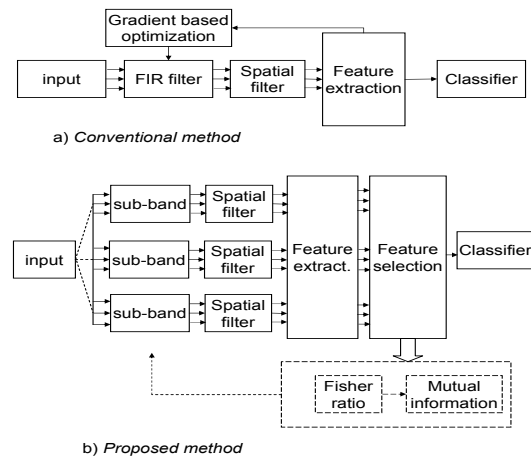 Gradient based
optimization
input
FIR filter
Spatial
filter
Feature
extraction
Classifier
a) Conventional method
input
sub-band
Spatial
filter
sub-band
Spatial
filter
sub-band
Spatial
filter
Feature
extract.
Feature
selection
Classifier
Fisher
ratio
Mutual
information
b) Proposed method